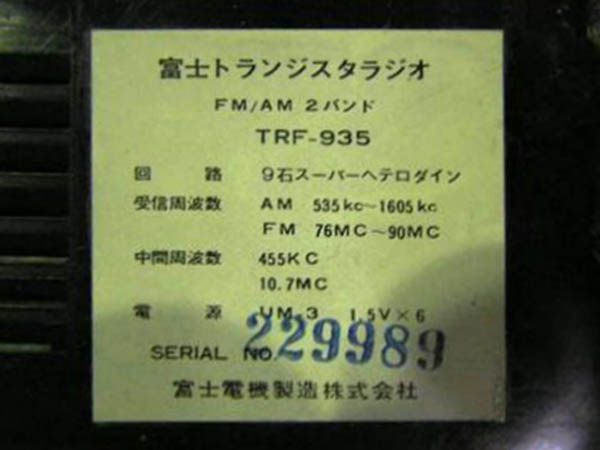 富士トランジスタラジオ
FM/AM 2バンド
TRF-935
回路 9石スーパーヘテロダイン
受信周波数 AM 535kc~1605kc
FM 76MC~90MC
中間周波数 455KC
10.7MC
電源 UM-3 1.5V×6
SERIAL NO. 229989
富士電機製造株式会社